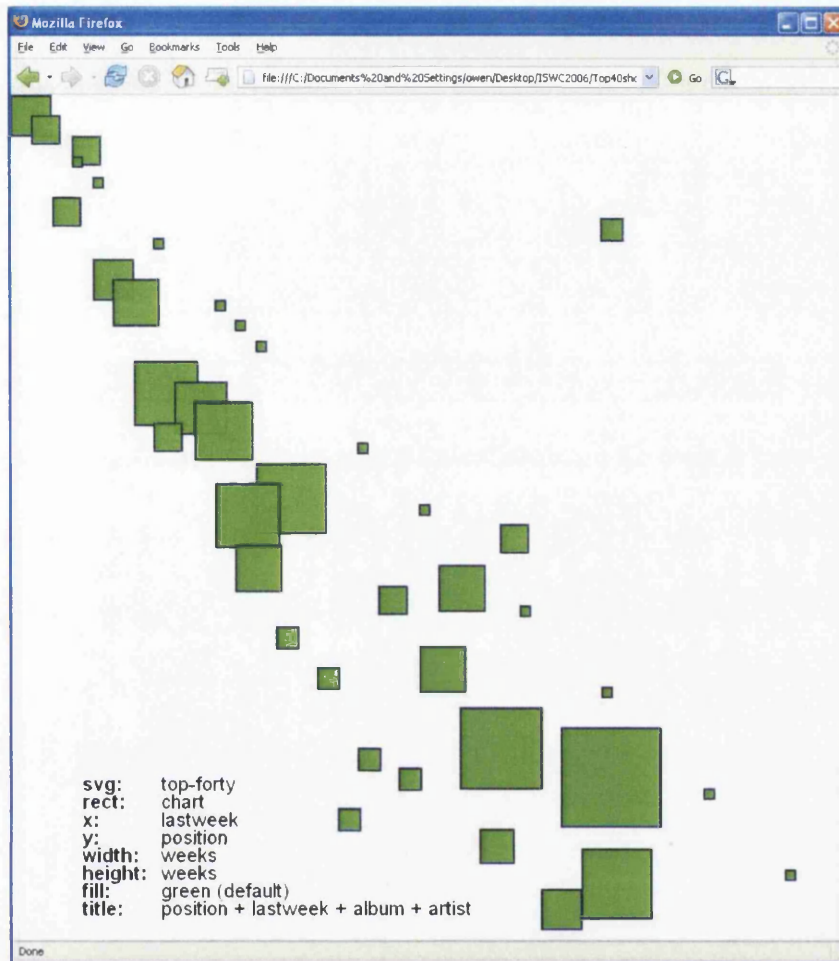 Mozilla Firefox
File Edit View Go Bookmarks Tools Help
file:///C:/Documents%20and%20Settings/owen/Desktop/ISWC2006/Top40sh Go G
svg: top-forty
rect: chart
x: lastweek
y: position
width: weeks
height: weeks
fill: green (default)
title: position + lastweek + album + artist
Done